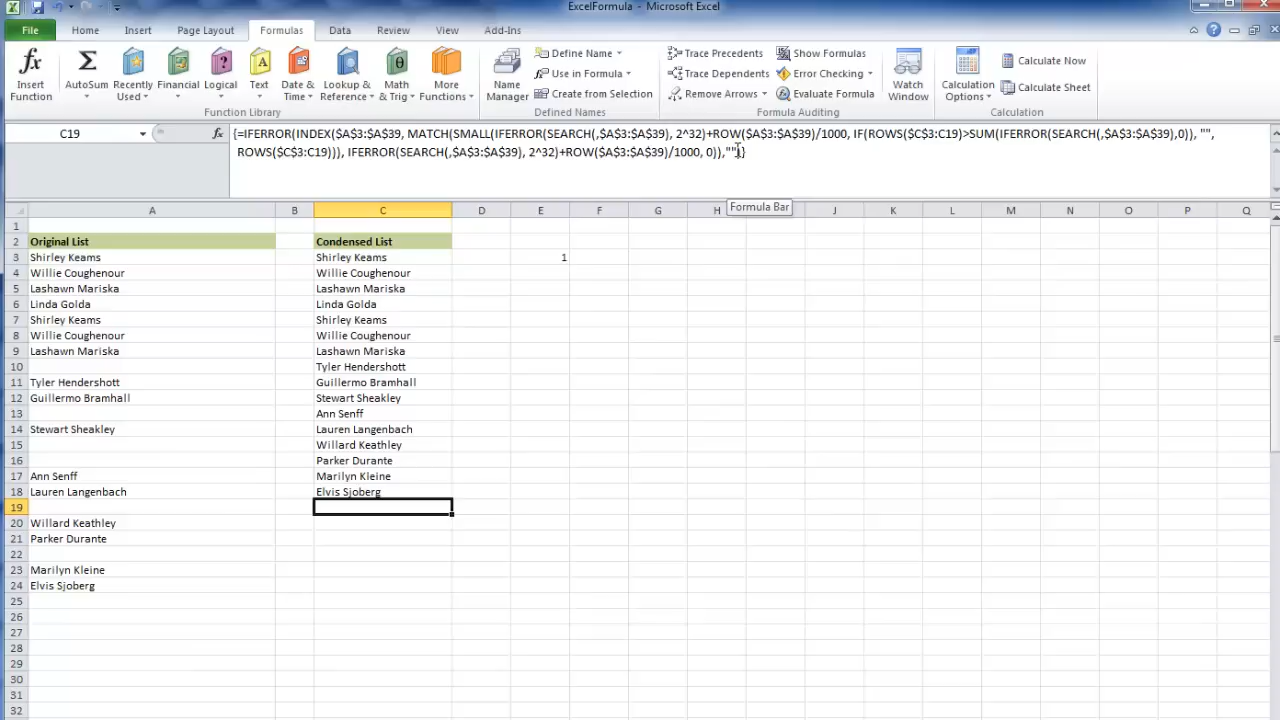 ExcelFormula - Microsoft Excel
File Home Insert Page Layout Formulas Data Review View Add-Ins
fx Σ ? A θ
Define Name Trace Precedents Show Formulas Calculate Now
Use in Formula Trace Dependents Error Checking
Create from Selection Remove Arrows Evaluate Formula Calculate Sheet
Insert AutoSum Recently Financial Logical Text Date & Lookup & Math More Name Watch Calculation
Function Used Time Reference & Trig Functions Manager Window Options
Function Library Defined Names Formula Auditing Calculation
C19 fx {=IFERROR(INDEX($A$3:$A$39, MATCH(SMALL(IFERROR(SEARCH(,$A$3:$A$39), 2^32)+ROW($A$3:$A$39)/1000, IF(ROWS($C$3:C19)>SUM(IFERROR(SEARCH(,$A$3:$A$39),0)), "",
ROWS($C$3:C19))), IFERROR(SEARCH(,$A$3:$A$39), 2^32)+ROW($A$3:$A$39)/1000, 0)),"")}
Formula Bar
A B C D E F G H J K L M N O P Q
1
2 Original List Condensed List
3 Shirley Keams Shirley Keams 1
4 Willie Coughenour Willie Coughenour
5 Lashawn Mariska Lashawn Mariska
6 Linda Golda Linda Golda
7 Shirley Keams Shirley Keams
8 Willie Coughenour Willie Coughenour
9 Lashawn Mariska Lashawn Mariska
10 Tyler Hendershott
11 Tyler Hendershott Guillermo Bramhall
12 Guillermo Bramhall Stewart Sheakley
13 Ann Senff
14 Stewart Sheakley Lauren Langenbach
15 Willard Keathley
16 Parker Durante
17 Ann Senff Marilyn Kleine
18 Lauren Langenbach Elvis Sjoberg
19
20 Willard Keathley
21 Parker Durante
22
23 Marilyn Kleine
24 Elvis Sjoberg
25
26
27
28
29
30
31
32